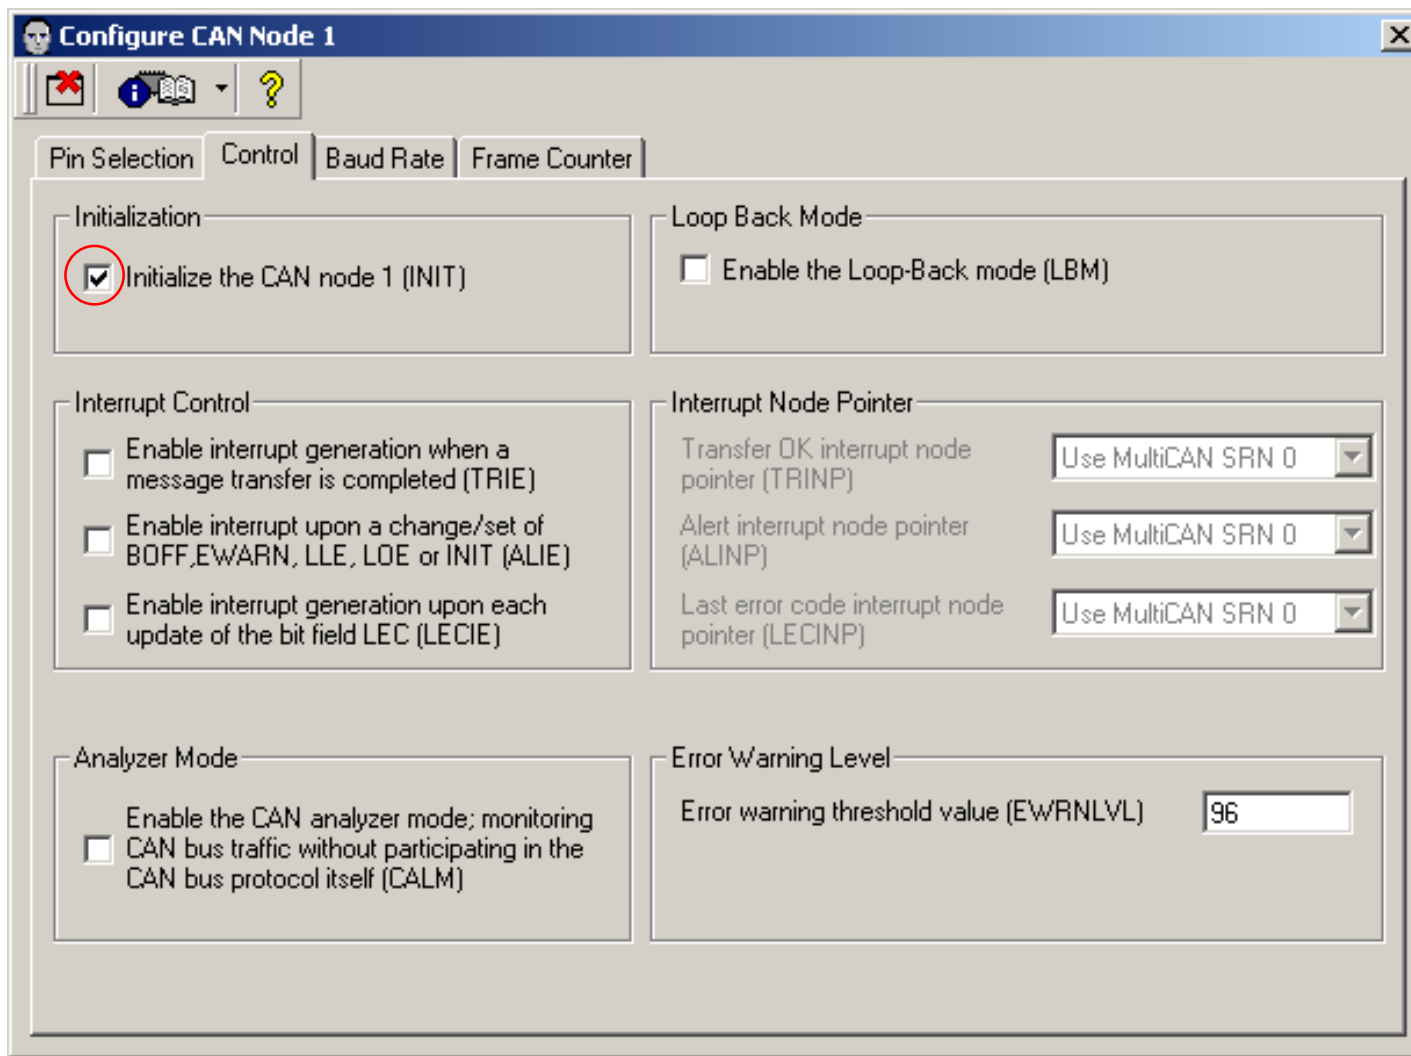 Configure CAN Node 1
Pin Selection
Control
Baud Rate
Frame Counter
Initialization
Initialize the CAN node 1 (INIT)
Loop Back Mode
Enable the Loop-Back mode (LBM)
Interrupt Control
Enable interrupt generation when a
message transfer is completed (TRIE)
Enable interrupt upon a change/set of
BOFF,EWARN, LLE, LOE or INIT (ALIE)
Enable interrupt generation upon each
update of the bit field LEC (LECIE)
Interrupt Node Pointer
Transfer OK interrupt node
pointer (TRINP)
Use MultiCAN SRN 0
Alert interrupt node pointer
(ALINP)
Use MultiCAN SRN 0
Last error code interrupt node
pointer (LECINP)
Use MultiCAN SRN 0
Analyzer Mode
Enable the CAN analyzer mode; monitoring
CAN bus traffic without participating in the
CAN bus protocol itself (CALM)
Error Warning Level
Error warning threshold value (EWRNLVL)
96